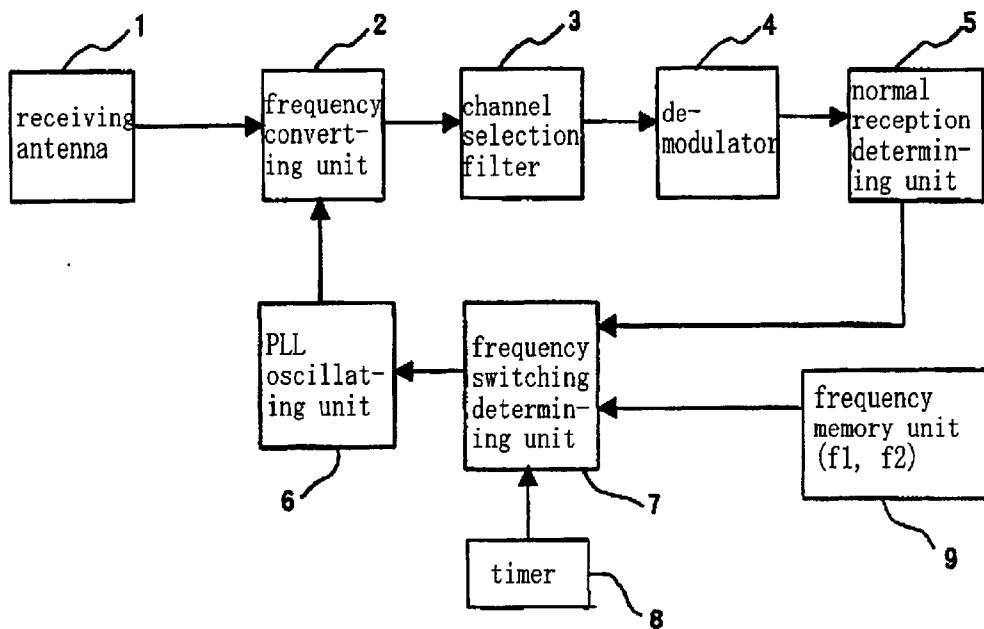 1
2
3
4
5
receiving
antenna
frequency
convert-
ing unit
channel
selection
filter
de-
modulator
normal
reception
determin-
ing unit
PLL
oscillat-
ing unit
frequency
switching
determin-
ing unit
frequency
memory unit
(f1, f2)
6
7
9
timer
8